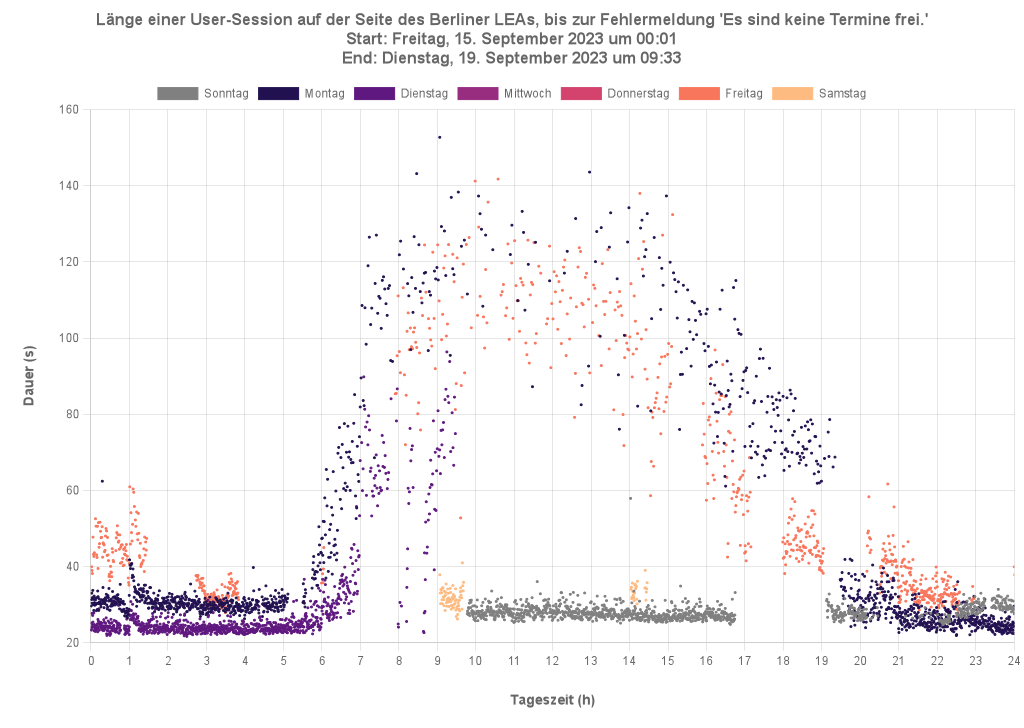 Länge einer User-Session auf der Seite des Berliner LEAs, bis zur Fehlermeldung 'Es sind keine Termine frei.'
Start: Freitag, 15. September 2023 um 00:01
End: Dienstag, 19. September 2023 um 09:33
Sonntag Montag Dienstag Mittwoch Donnerstag Freitag Samstag
160
140
120
100
80
60
40
20
Dauer (s)
0 1 2 3 4 5 6 7 8 9 10 11 12 13 14 15 16 17 18 19 20 21 22 23 24
Tageszeit (h)